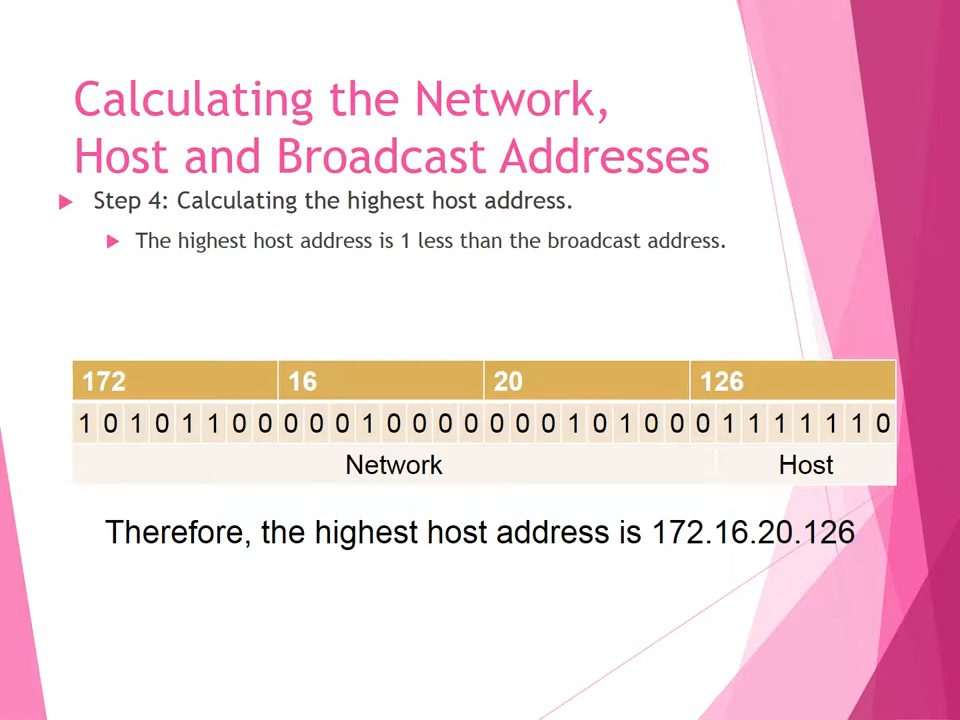 Calculating the Network,
Host and Broadcast Addresses
Step 4: Calculating the highest host address.
The highest host address is 1 less than the broadcast address.
172 16 20 126
1 0 1 0 1 1 0 0 0 0 0 1 0 0 0 0 0 0 0 1 0 1 0 0 0 1 1 1 1 1 1 0
Network Host
Therefore, the highest host address is 172.16.20.126